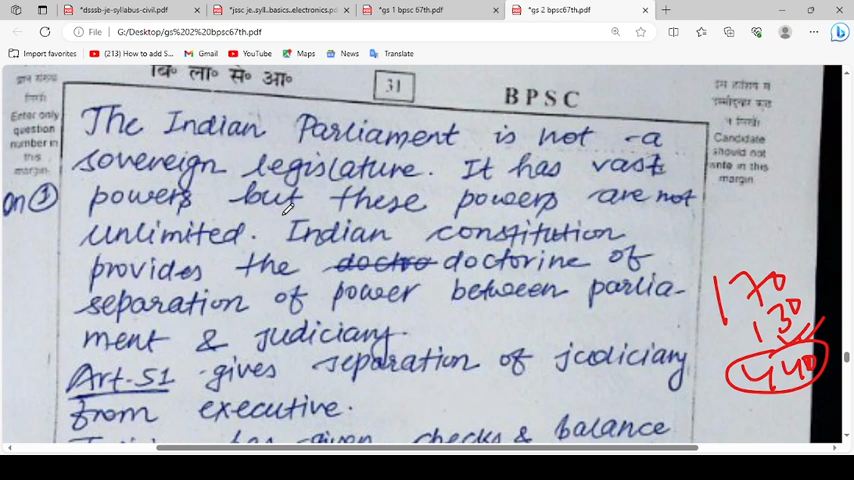 *dsssb-je-syllabus-civil.pdf
*jssc je.syll..basics..electronics.pd
*gs 1 bpsc 67th.pdf
*gs 2 bpsc67th.pdf
File G:/Desktop/gs%202%20bpsc67th.pdf
Import favorites
(213) How to add S...
Gmail
YouTube
Maps
News
Translate
बि० ला० से० आ०
31
BPSC
Enter only
question
number in
this
margin.
Candidate
should not
write in this
margin
The Indian Parliament is not a
sovereign legislature. It has vast
On 3 powers but these powers are not
unlimited. Indian constitution
provides the doctro doctorine of
separation of power between parlia-
ment & judiciary.
Art-51 gives separation of judiciary
from executive.
has given checks & balance
170
130
440